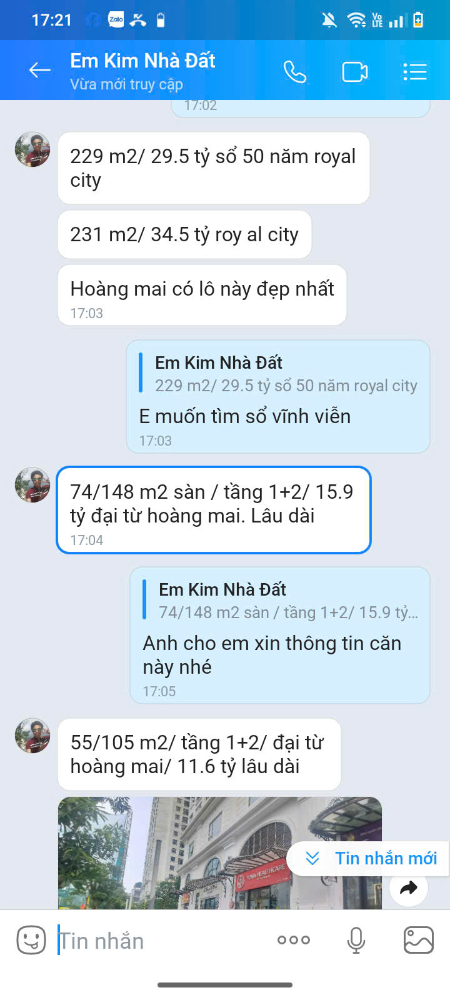 17:21
Zalo
Vo
LTE
Em Kim Nhà Đất
Vừa mới truy cập
17:02
229 m2/ 29.5 tỷ sổ 50 năm royal
city
231 m2/ 34.5 tỷ roy al city
Hoàng mai có lô này đẹp nhất
17:03
Em Kim Nhà Đất
229 m2/ 29.5 tỷ sổ 50 năm royal city
E muốn tìm sổ vĩnh viễn
17:03
74/148 m2 sàn / tầng 1+2/ 15.9
tỷ đại từ hoàng mai. Lâu dài
17:04
Em Kim Nhà Đất
74/148 m2 sàn / tầng 1+2/ 15.9 tỷ...
Anh cho em xin thông tin căn
này nhé
17:05
55/105 m2/ tầng 1+2/ đại từ
hoàng mai/ 11.6 tỷ lâu dài
HEALTHCARE
Tin nhắn mới
Tin nhắn